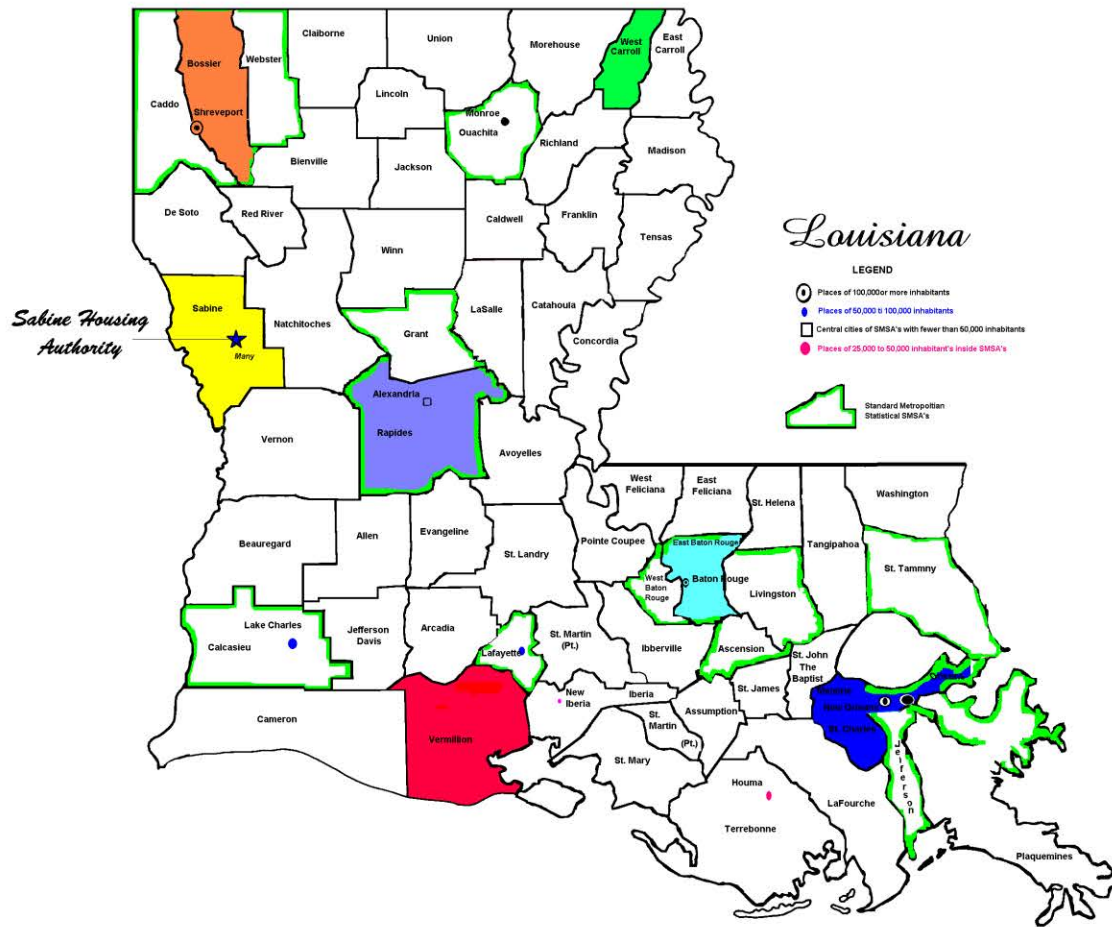 Claiborne
Union
Morehouse
West
Carroll
East
Carroll
Bossier
Webster
Caddo
Shreveport
Lincoln
Monroe
Ouachita
Richland
Madison
Bienville
Jackson
De Soto
Red River
Caldwell
Franklin
Tensas
Winn
Louisiana
LEGEND
Places of 100,000or more inhabitants
Places of 50,000 ti 100,000 inhabitants
Central cities of SMSA's with fewer than 50,000 inhabitants
Places of 25,000 to 50,000 inhabitant's inside SMSA's
Standard Metropoltian
Statistical SMSA's
Sabine Housing
Authority
Sabine
Many
Natchitoches
Grant
LaSalle
Catahoula
Concordia
Alexandria
Rapides
Vernon
Avoyelles
West
Feliciana
East
Feliciana
St. Helena
Washington
Beauregard
Allen
Evangeline
St. Landry
Pointe Coupee
East Baton Rouge
Baton Rouge
West
Baton
Rouge
Livingston
Tangipahoa
St. Tammny
Lake Charles
Calcasieu
Jefferson
Davis
Arcadia
Lafayette
St. Martin
(Pt.)
Ibberville
Ascension
St. John
The
Baptist
New Orleans
St. Charles
Cameron
Vermilion
New
Iberia
Iberia
St.
Martin
(Pt.)
Assumption
St. James
St. Mary
Houma
Terrebonne
LaFourche
Jefferson
Plaquemines